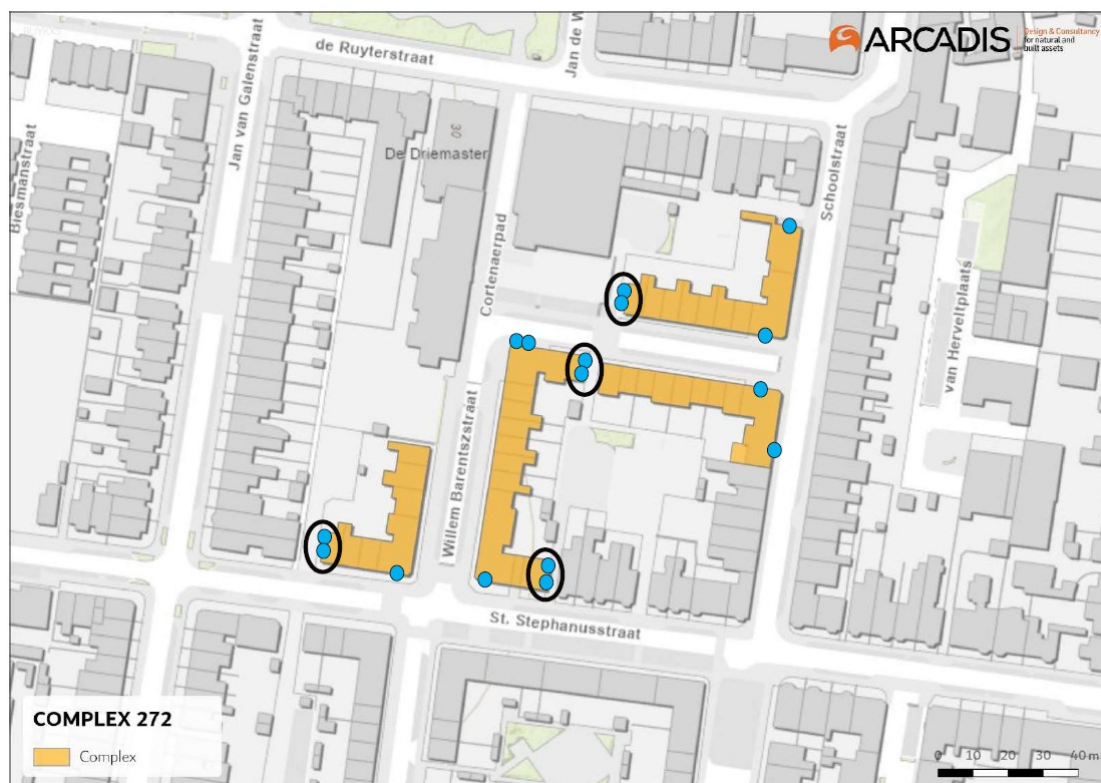 ARCADIS
Design & Consultancy
for natural and
built assets
de Ruyterstraat
Jan de W
Jan van Galenstraat
Biesmanstraat
30
De Driemaster
Cortenaerpad
Schoolstraat
van Herveltplaats
Willem Barentszstraat
St. Stephanusstraat
COMPLEX 272
Complex
0 10 20 30 40 m